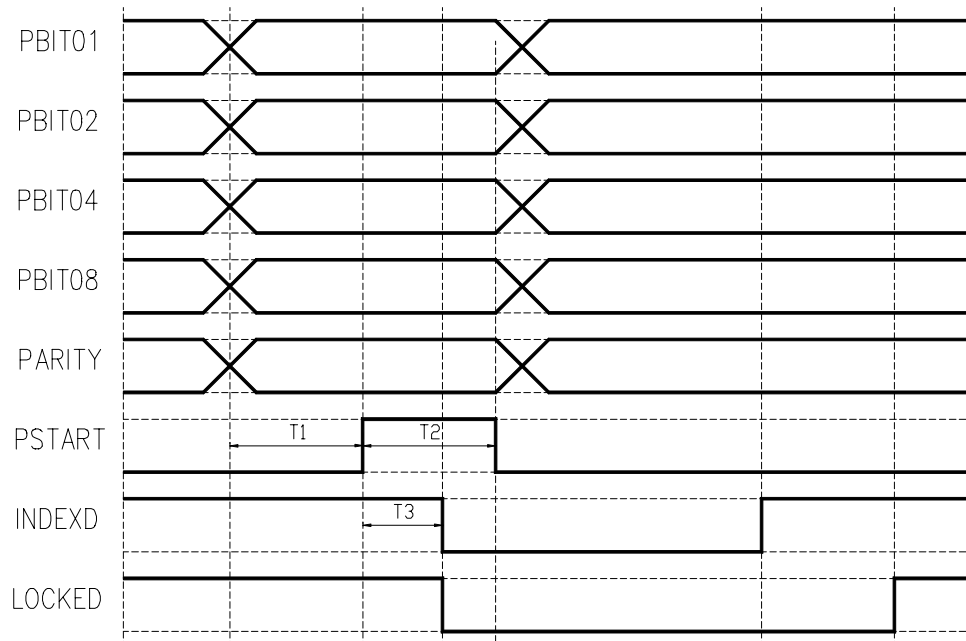 PBIT01
PBIT02
PBIT04
PBIT08
PARITY
PSTART
T1
T2
INDEXD
T3
LOCKED